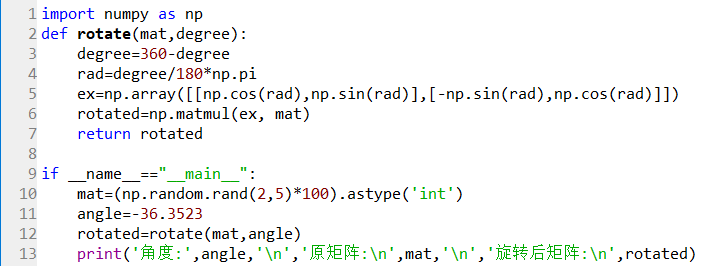 1 import numpy as np
2 def rotate(mat,degree):
3     degree=360-degree
4     rad=degree/180*np.pi
5     ex=np.array([[np.cos(rad),np.sin(rad)],[-np.sin(rad),np.cos(rad)]])
6     rotated=np.matmul(ex, mat)
7     return rotated
8
9 if __name__=="__main__":
10     mat=(np.random.rand(2,5)*100).astype('int')
11     angle=-36.3523
12     rotated=rotate(mat,angle)
13     print('角度:',angle,'\n','原矩阵:\n',mat,'\n','旋转后矩阵:\n',rotated)